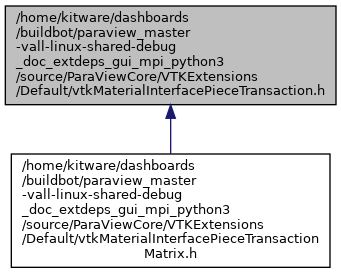 /home/kitware/dashboards
/buildbot/paraview_master
-vall-linux-shared-debug
_doc_extdeps_gui_mpi_python3
/source/ParaViewCore/VTKExtensions
/Default/vtkMaterialInterfacePieceTransaction.h
/home/kitware/dashboards
/buildbot/paraview_master
-vall-linux-shared-debug
_doc_extdeps_gui_mpi_python3
/source/ParaViewCore/VTKExtensions
/Default/vtkMaterialInterfacePieceTransaction
Matrix.h